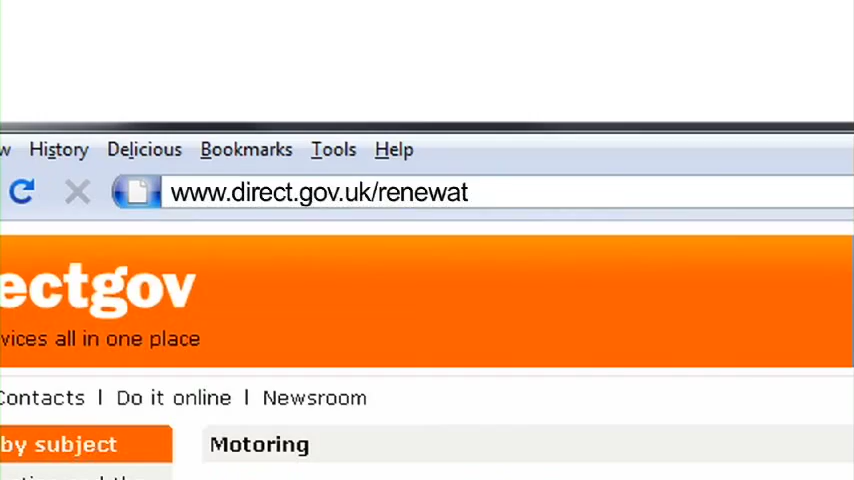 History Delicious Bookmarks Tools Help
www.direct.gov.uk/renewat
ectgov
vices all in one place
Contacts | Do it online | Newsroom
by subject
Motoring